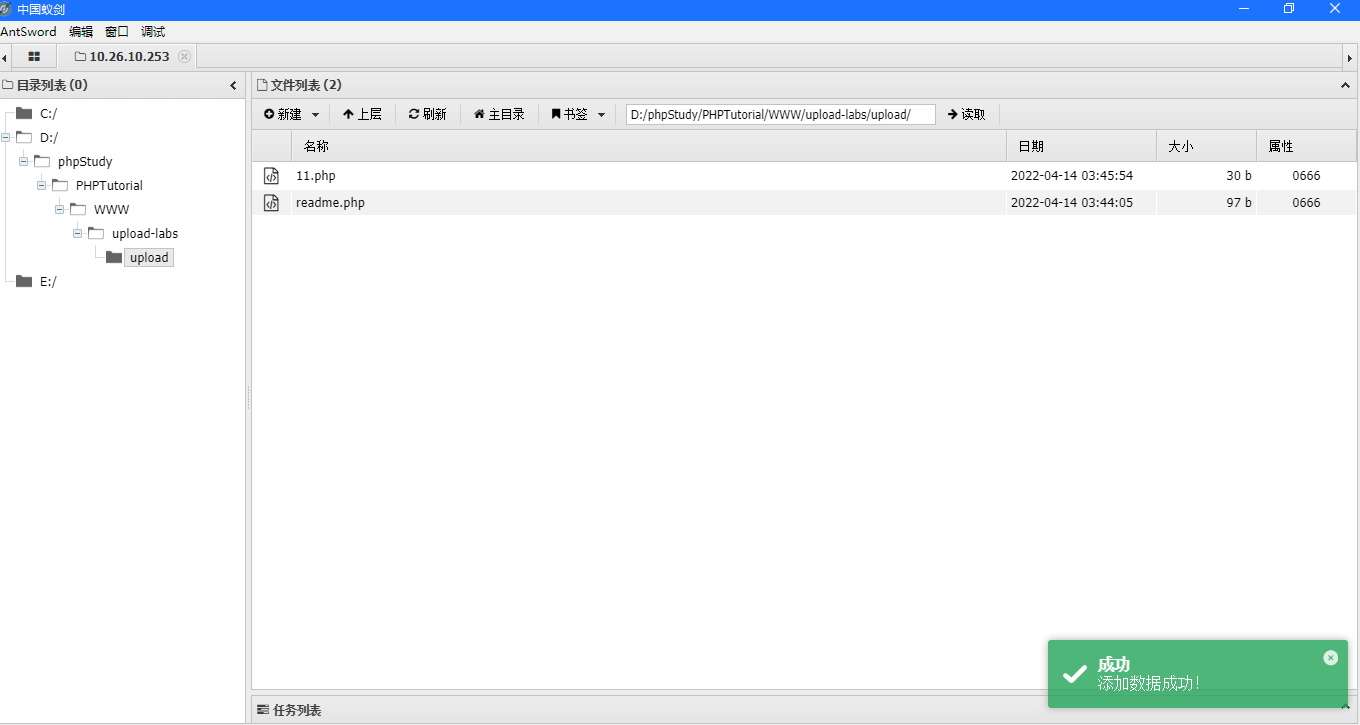 中国蚁剑
AntSword 编辑 窗口 调试
10.26.10.253
目录列表 (0)
文件列表 (2)
新建 上层 刷新 主目录 书签 D:/phpStudy/PHPTutorial/WWW/upload-labs/upload/ 读取
C:/
D:/
phpStudy
PHPTutorial
WWW
upload-labs
upload
E:/
名称 日期 大小 属性
11.php 2022-04-14 03:45:54 30 b 0666
readme.php 2022-04-14 03:44:05 97 b 0666
成功
添加数据成功!
任务列表